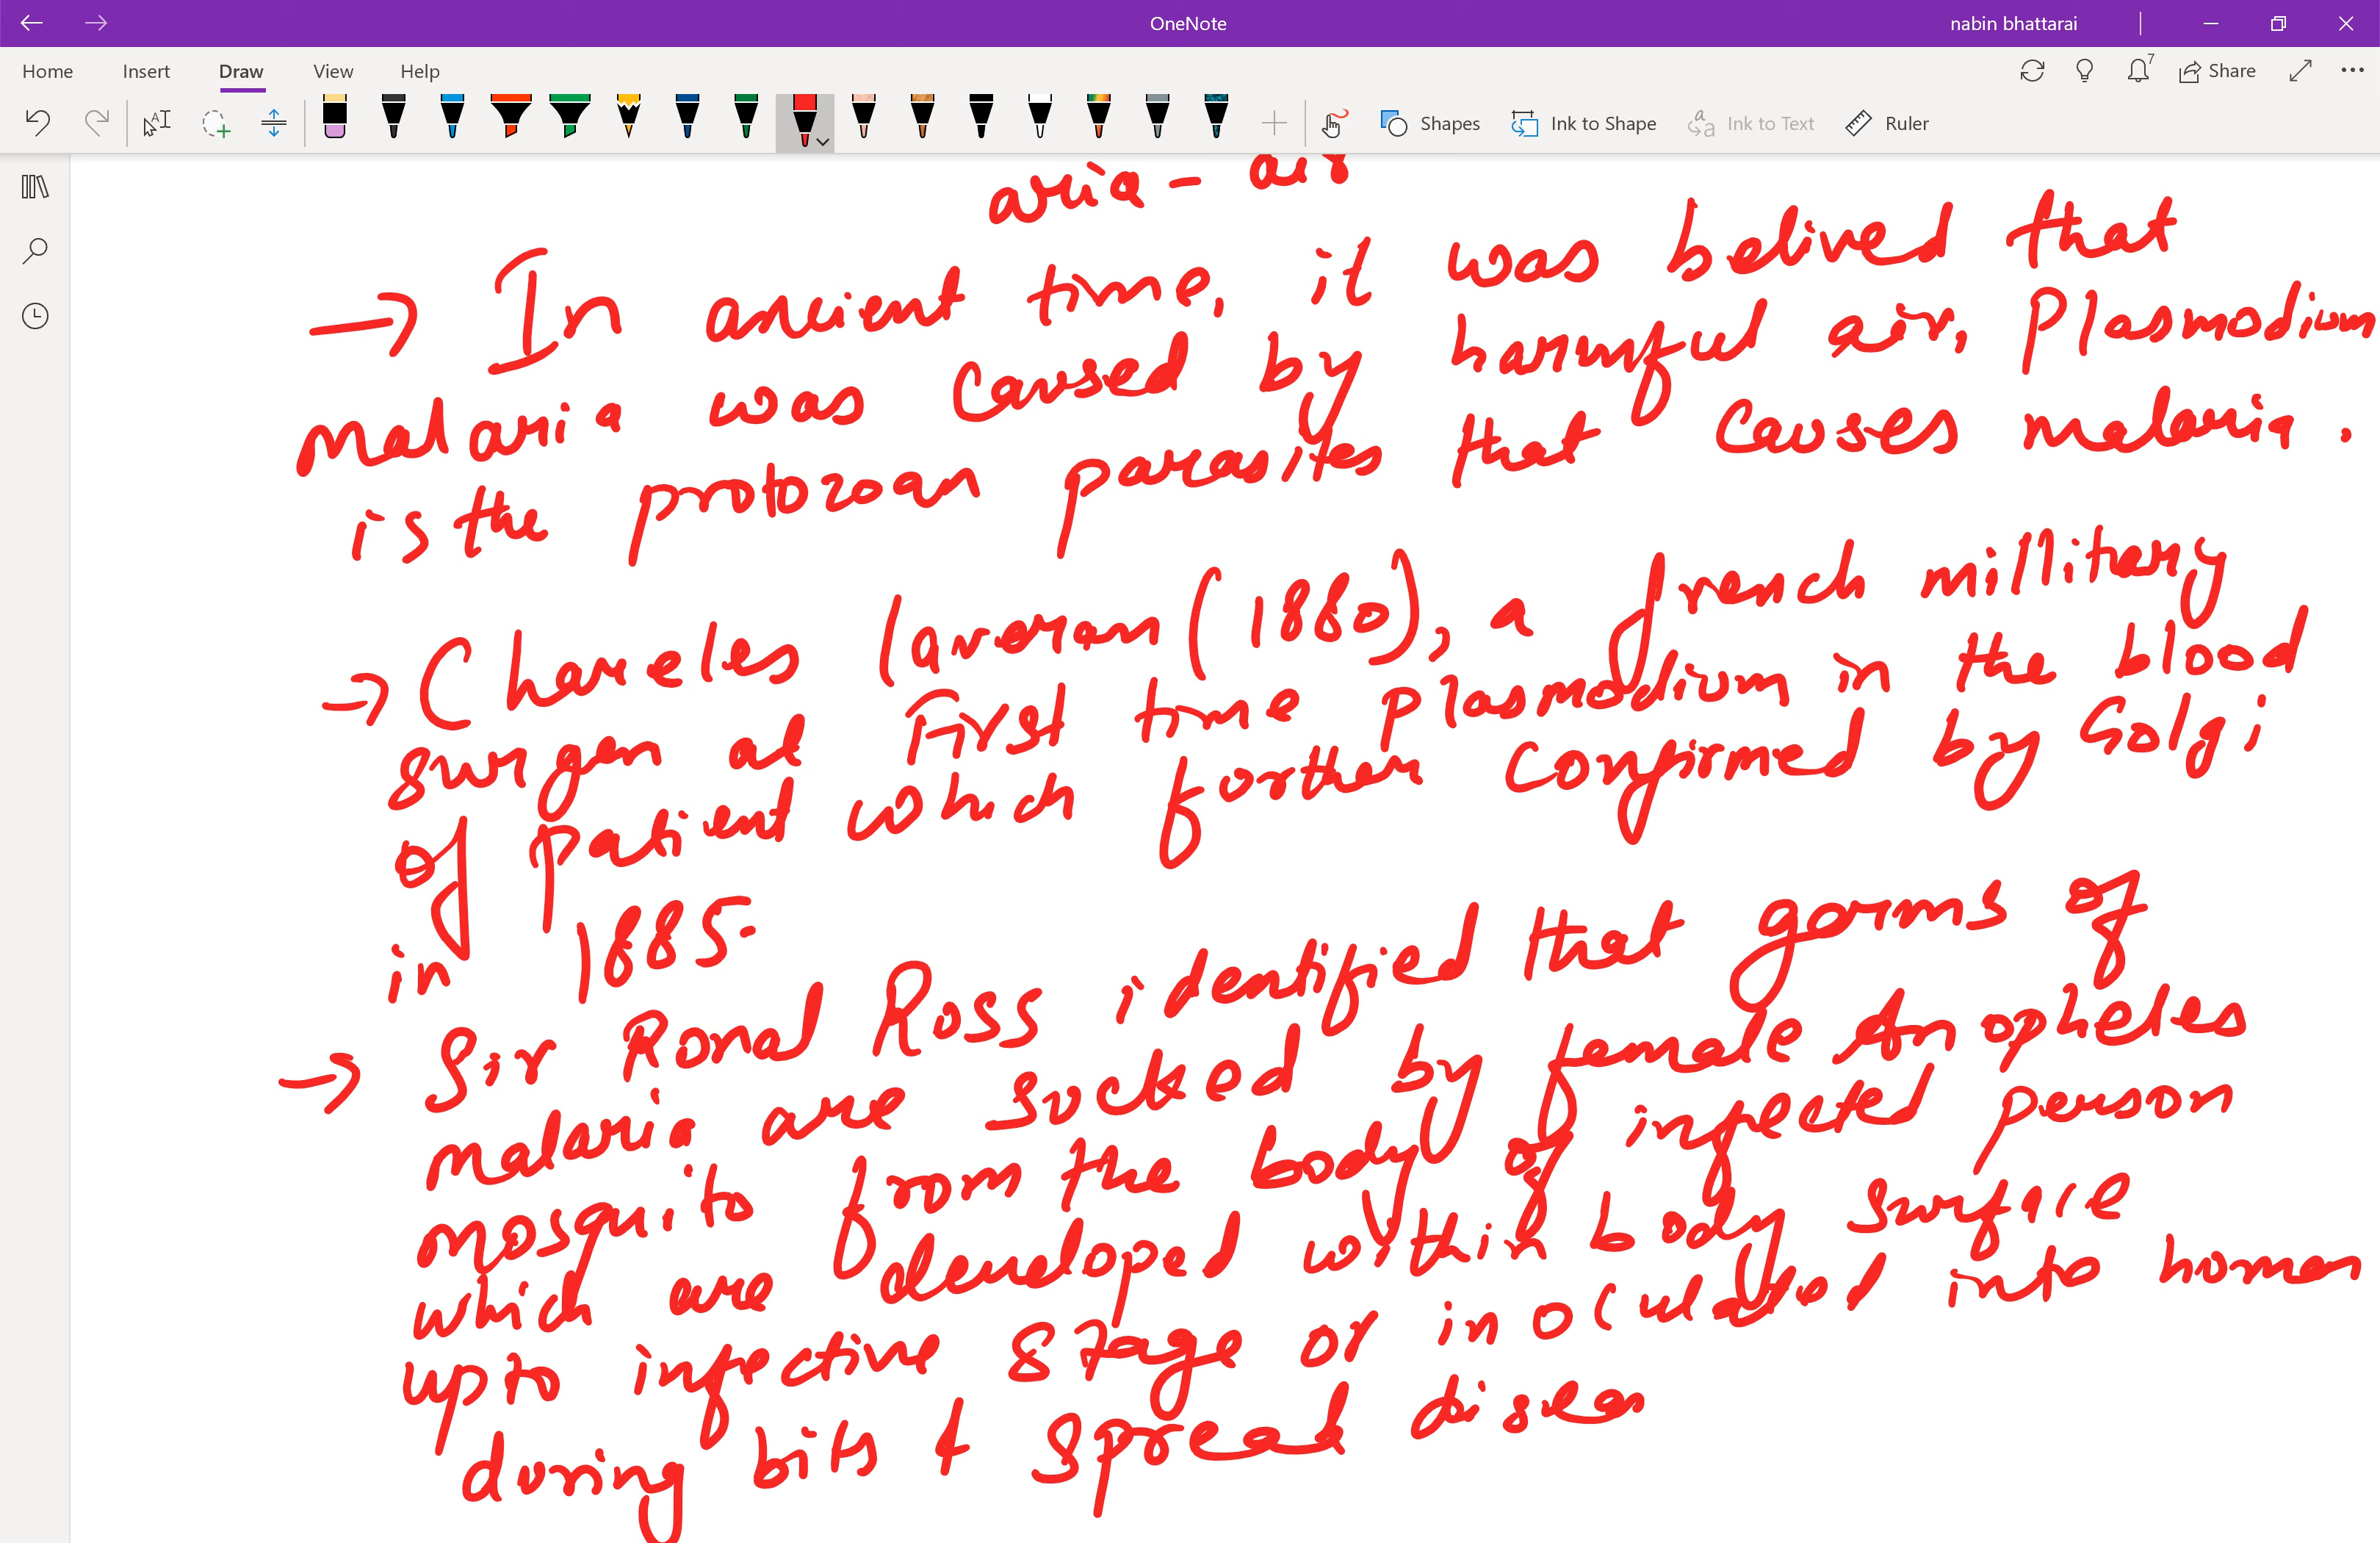 OneNote
nabin bhattarai
Home Insert Draw View Help
7 Share
Shapes Ink to Shape Ink to Text Ruler
aria - air
→ In ancient time, it was belived that
malaria was caused by harmful air. Plasmodium
is the protozoan parasites that causes malaria.
→ Chareles laveran (1880), a french millitary
surgen at First time plasmodium in the blood
of patient which forther confirmed by Golgi
in 1885.
→ Sir Ronal Ross identified that germs of
malaria are sucked by female Anopheles
mosquito from the body of infected person
which are developed within body surface
upto infective stage or inoculated into homan
during bits & spread